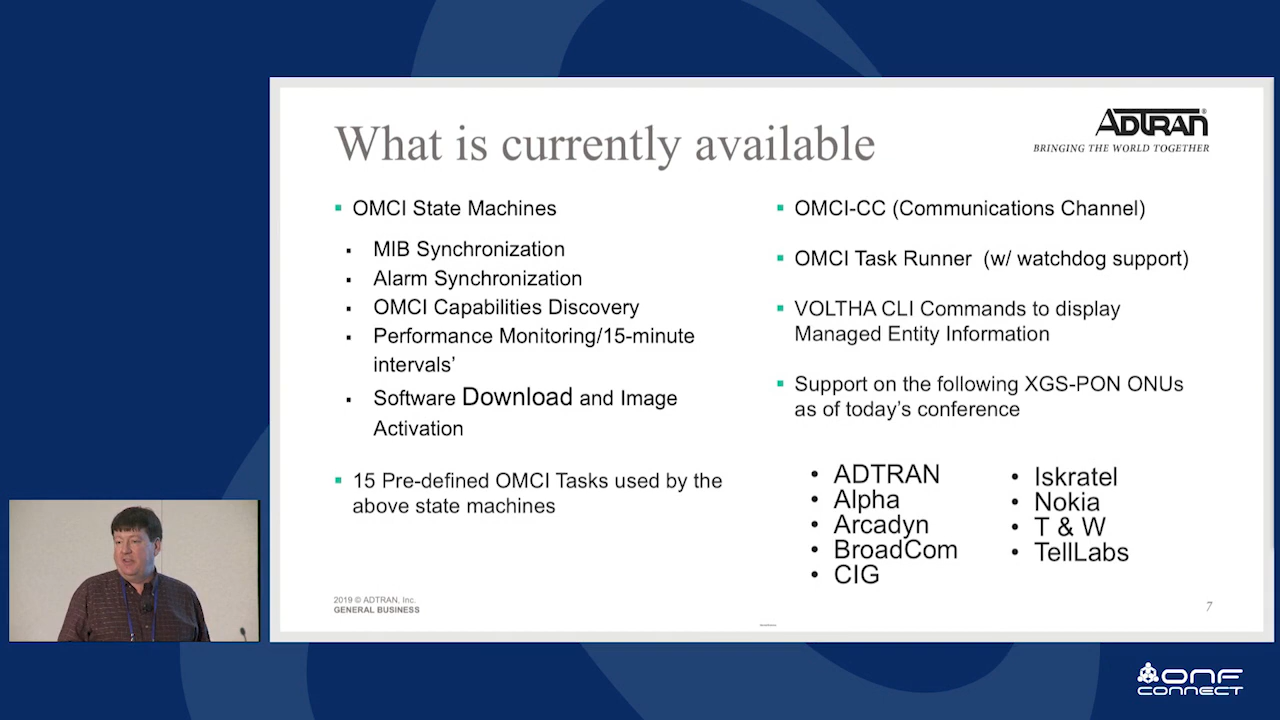 What is currently available
ADTRAN®
BRINGING THE WORLD TOGETHER
▪ OMCI State Machines
▪ MIB Synchronization
▪ Alarm Synchronization
▪ OMCI Capabilities Discovery
▪ Performance Monitoring/15-minute
intervals’
▪ Software Download and Image
Activation
▪ 15 Pre-defined OMCI Tasks used by the
above state machines
▪ OMCI-CC (Communications Channel)
▪ OMCI Task Runner (w/ watchdog support)
▪ VOLTHA CLI Commands to display
Managed Entity Information
▪ Support on the following XGS-PON ONUs
as of today’s conference
• ADTRAN
• Alpha
• Arcadyn
• BroadCom
• CIG
• Iskratel
• Nokia
• T & W
• TellLabs
2019 © ADTRAN, Inc.
GENERAL BUSINESS
7
ONF
CONNECT